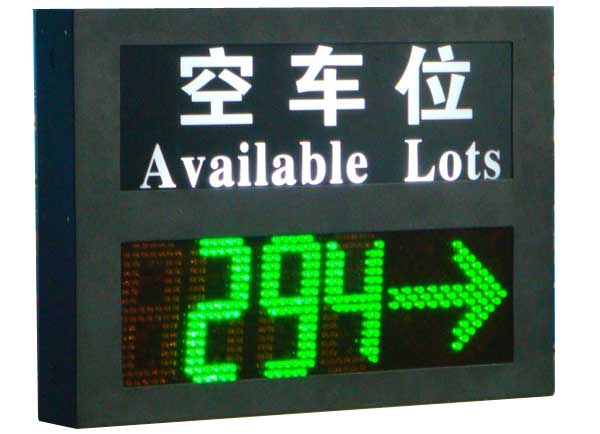 空车位
Available Lots
294→